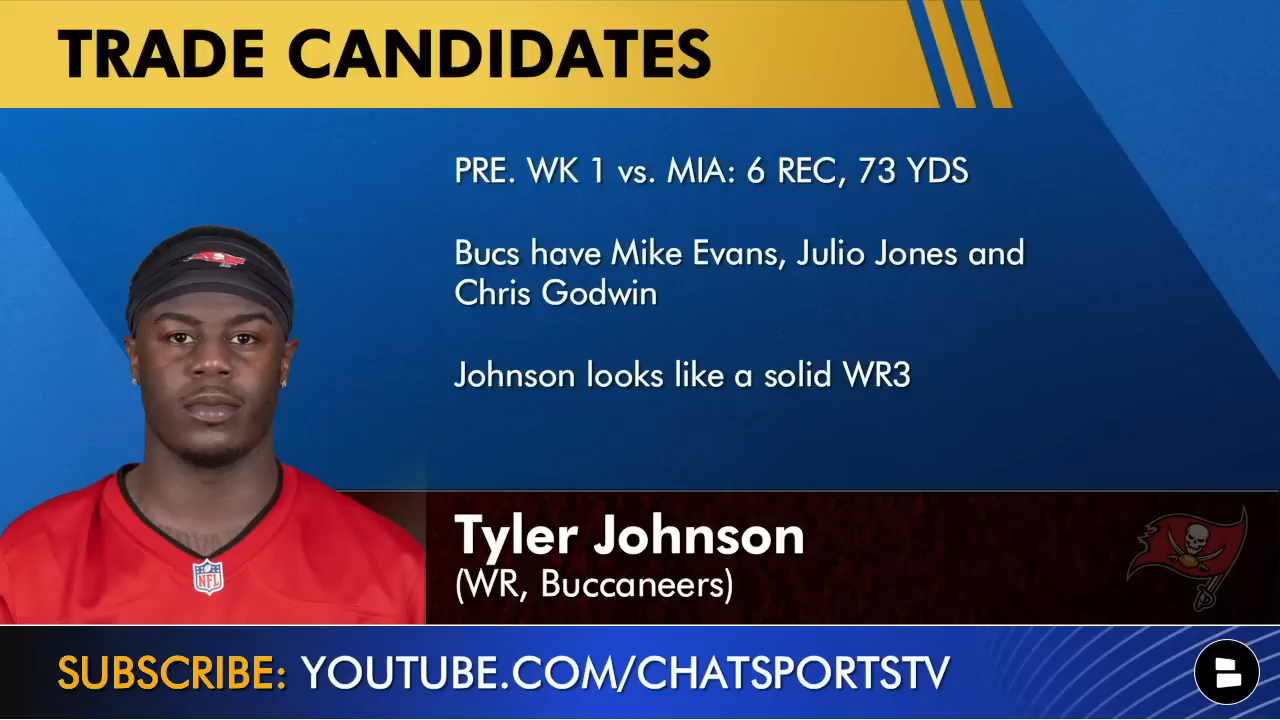 TRADE CANDIDATES
PRE. WK 1 vs. MIA: 6 REC, 73 YDS
Bucs have Mike Evans, Julio Jones and
Chris Godwin
Johnson looks like a solid WR3
NFL
Tyler Johnson
(WR, Buccaneers)
SUBSCRIBE: YOUTUBE.COM/CHATSPORTSTV